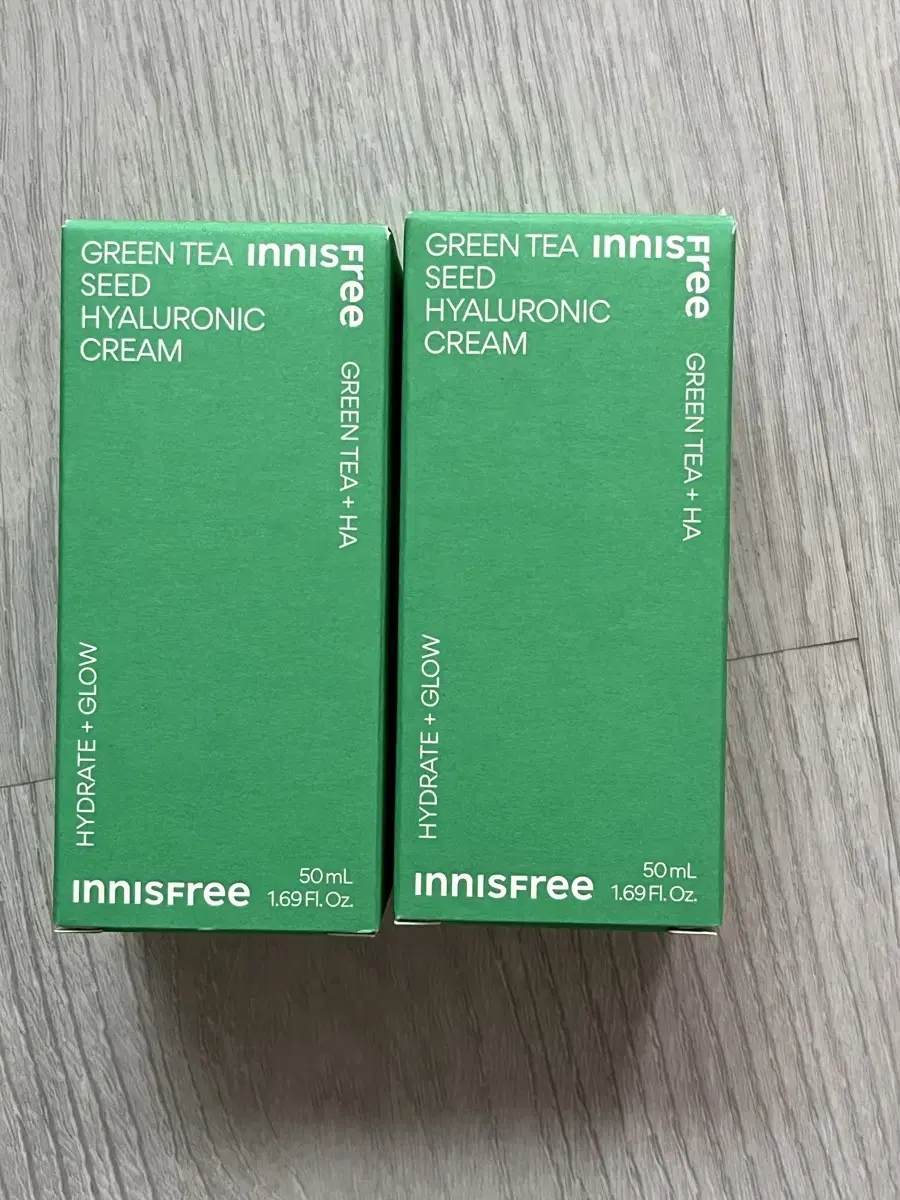 GREEN TEA
SEED
HYALURONIC
CREAM
innisFree
GREEN TEA + HA
HYDRATE + GLOW
innisFree
50 mL
1.69 Fl. Oz.
GREEN TEA
SEED
HYALURONIC
CREAM
innisFree
GREEN TEA + HA
HYDRATE + GLOW
innisFree
50 mL
1.69 Fl. Oz.